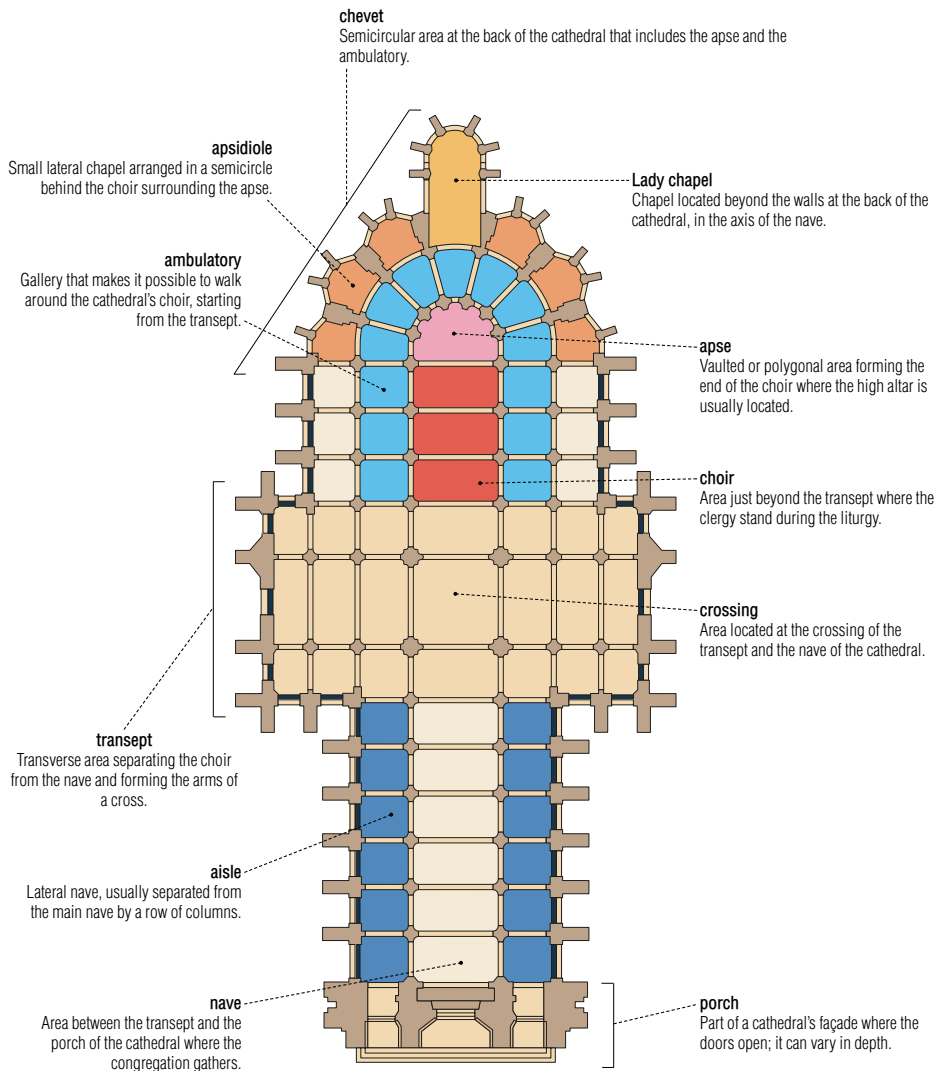 chevet
Semicircular area at the back of the cathedral that includes the apse and the
ambulatory.
apsidiole
Small lateral chapel arranged in a semicircle
behind the choir surrounding the apse.
Lady chapel
Chapel located beyond the walls at the back of the
cathedral, in the axis of the nave.
ambulatory
Gallery that makes it possible to walk
around the cathedral’s choir, starting
from the transept.
apse
Vaulted or polygonal area forming the
end of the choir where the high altar is
usually located.
choir
Area just beyond the transept where the
clergy stand during the liturgy.
crossing
Area located at the crossing of the
transept and the nave of the cathedral.
transept
Transverse area separating the choir
from the nave and forming the arms of
a cross.
aisle
Lateral nave, usually separated from
the main nave by a row of columns.
nave
Area between the transept and the
porch of the cathedral where the
congregation gathers.
porch
Part of a cathedral’s façade where the
doors open; it can vary in depth.